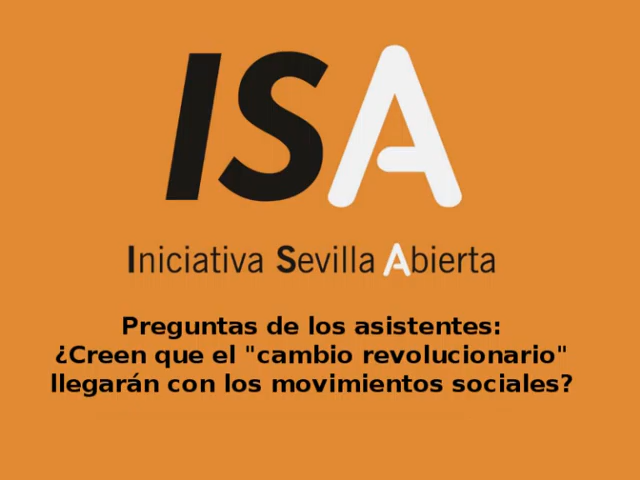 ISA
Iniciativa Sevilla Abierta
Preguntas de los asistentes:
¿Creen que el "cambio revolucionario"
llegarán con los movimientos sociales?